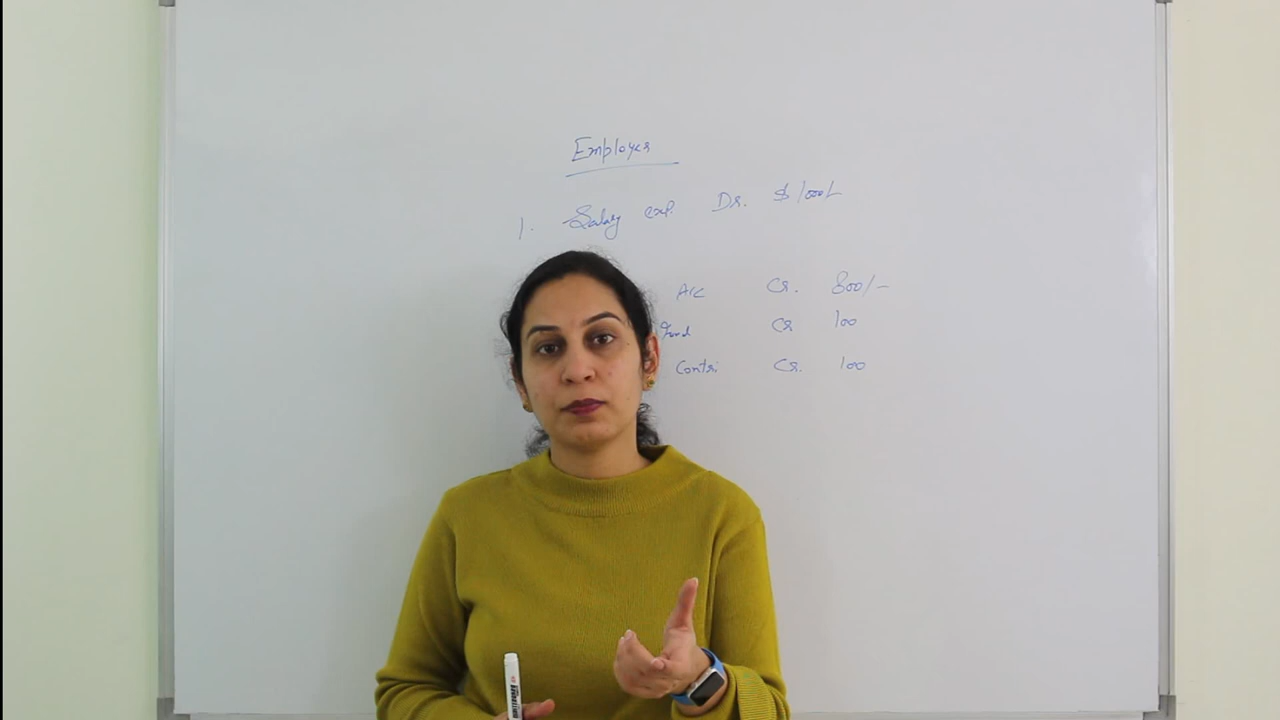 Employer
1. Salary exp. Dr. $1000/-
A/c Cr. 800/-
Fund Cr 100
Contri Cr. 100